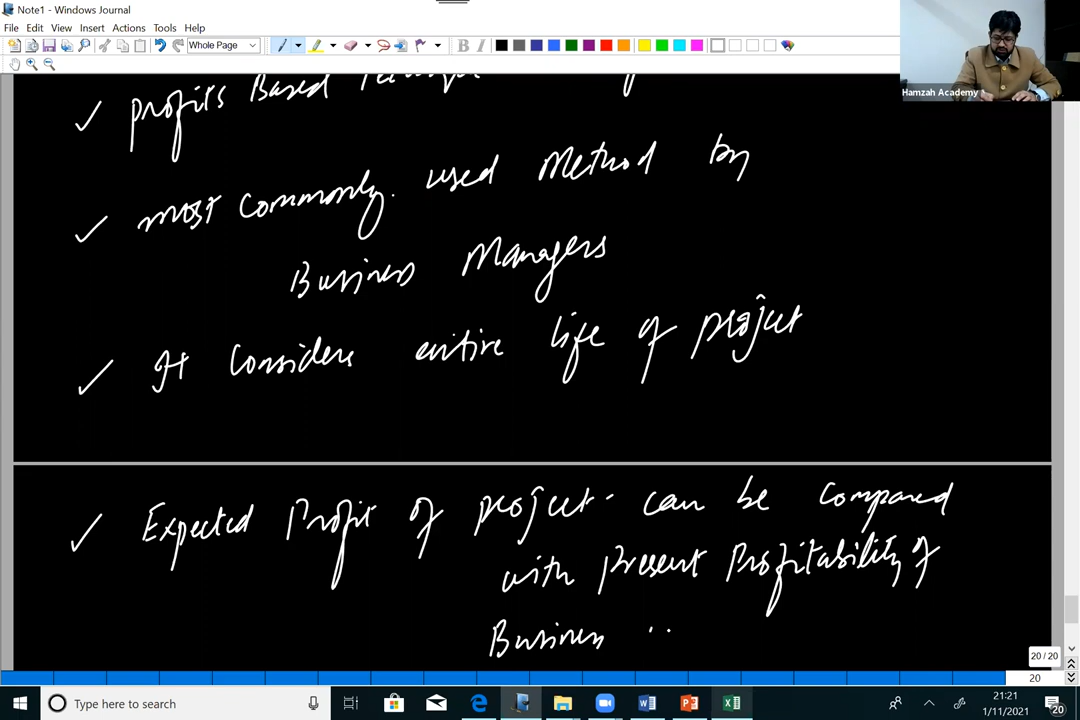 Note1 - Windows Journal
File Edit View Insert Actions Tools Help
Whole Page
B I
Hamzah Academy
✓ Profits Based
✓ most commonly used Method by
Business Managers
✓ It Considers entire life of project
✓ Expected Profit of project can be compared
with Present Profitability of
Business ..
20 / 20
20
Type here to search
21:21
1/11/2021
20